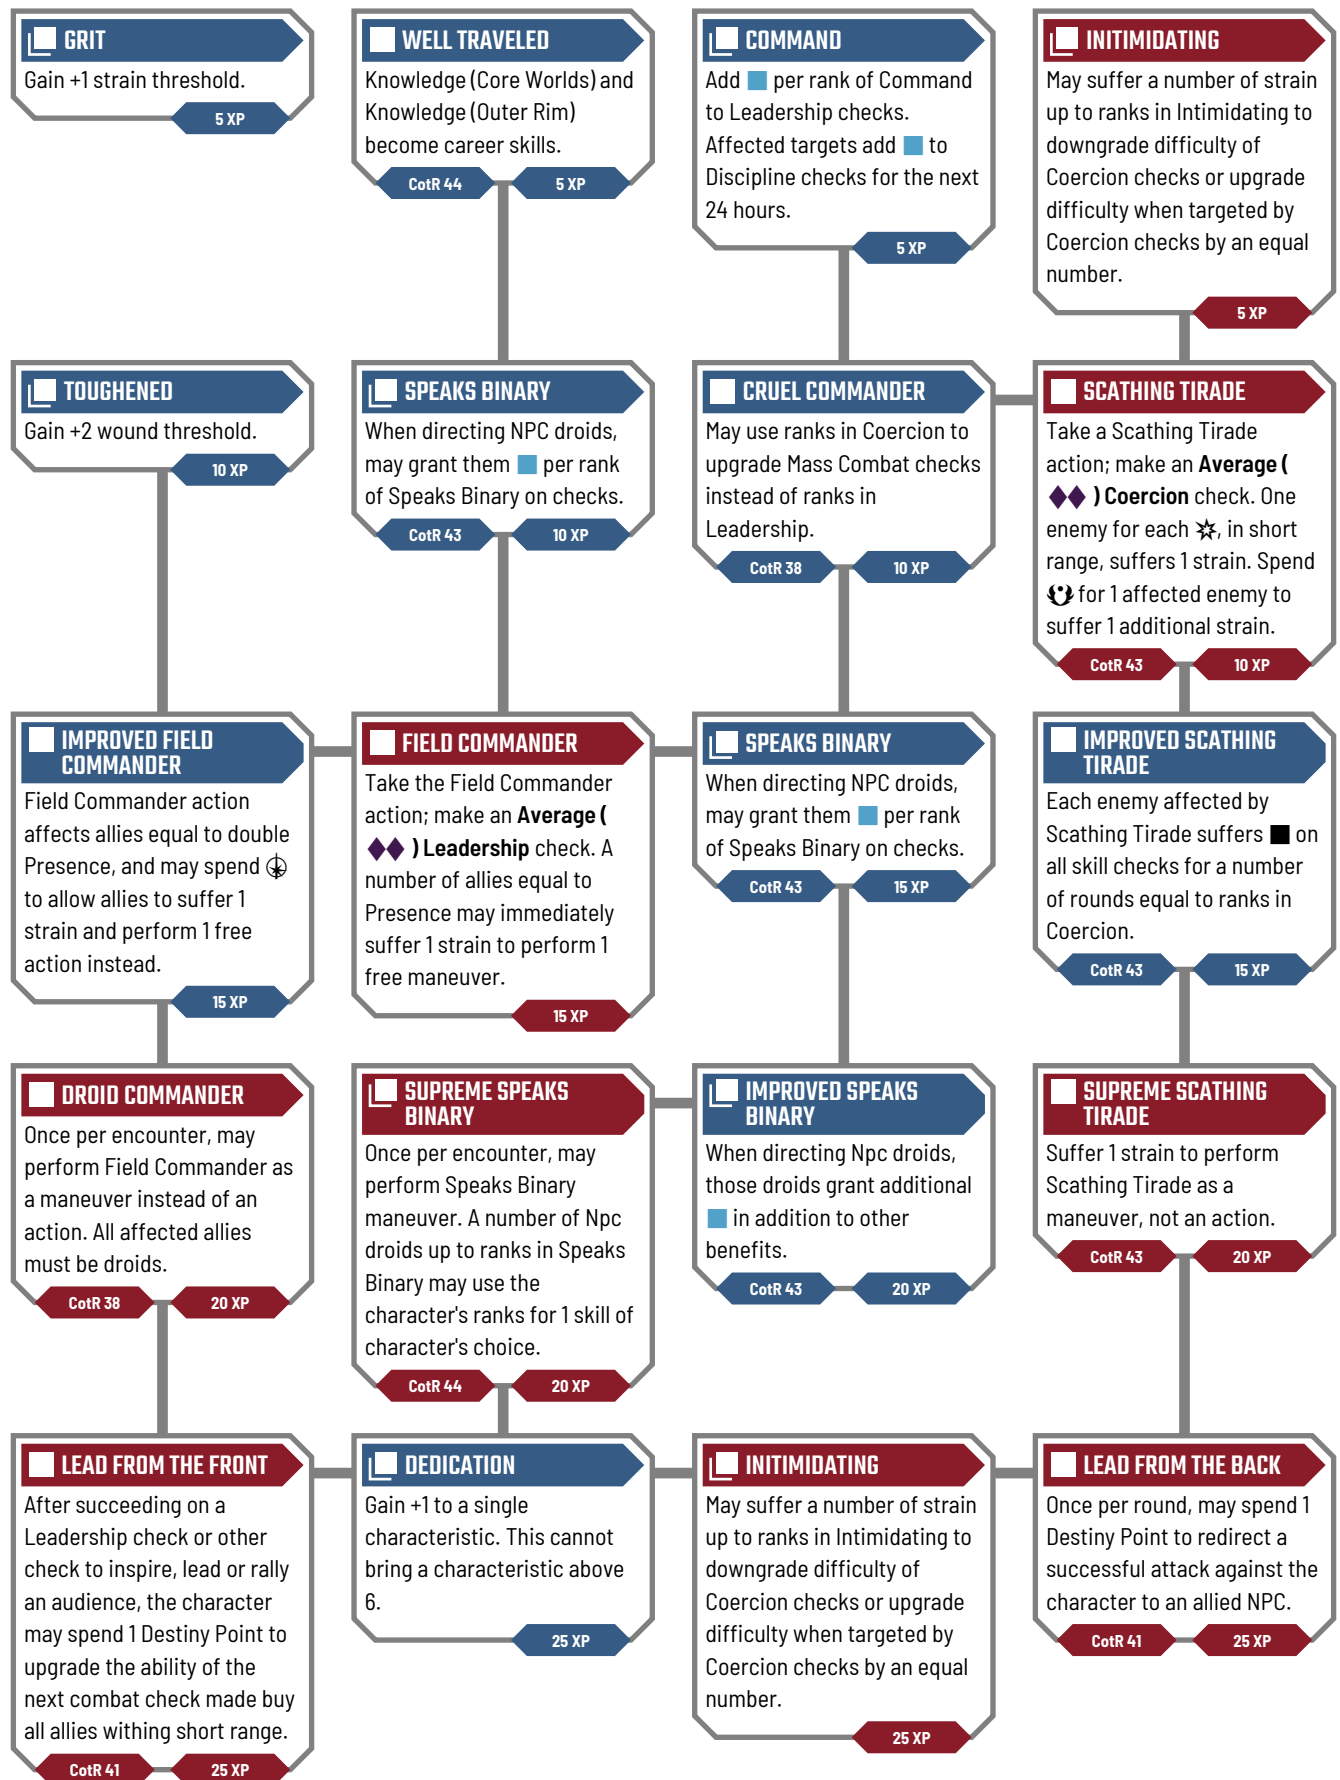 GRIT
Gain +1 strain threshold.
5 XP
WELL TRAVELED
Knowledge (Core Worlds) and
Knowledge (Outer Rim)
become career skills.
CotR 44
5 XP
COMMAND
Add per rank of Command
to Leadership checks.
Affected targets add to
Discipline checks for the next
24 hours.
5 XP
INITIMIDATING
May suffer a number of strain
up to ranks in Intimidating to
downgrade difficulty of
Coercion checks or upgrade
difficulty when targeted by
Coercion checks by an equal
number.
5 XP
TOUGHENED
Gain +2 wound threshold.
10 XP
SPEAKS BINARY
When directing NPC droids,
may grant them per rank
of Speaks Binary on checks.
CotR 43
10 XP
CRUEL COMMANDER
May use ranks in Coercion to
upgrade Mass Combat checks
instead of ranks in
Leadership.
CotR 38
10 XP
SCATHING TIRADE
Take a Scathing Tirade
action; make an Average (
) Coercion check. One
enemy for each , in short
range, suffers 1 strain. Spend
for 1 affected enemy to
suffer 1 additional strain.
CotR 43
10 XP
IMPROVED FIELD
COMMANDER
Field Commander action
affects allies equal to double
Presence, and may spend
to allow allies to suffer 1
strain and perform 1 free
action instead.
15 XP
FIELD COMMANDER
Take the Field Commander
action; make an Average (
) Leadership check. A
number of allies equal to
Presence may immediately
suffer 1 strain to perform 1
free maneuver.
15 XP
SPEAKS BINARY
When directing NPC droids,
may grant them per rank
of Speaks Binary on checks.
CotR 43
15 XP
IMPROVED SCATHING
TIRADE
Each enemy affected by
Scathing Tirade suffers on
all skill checks for a number
of rounds equal to ranks in
Coercion.
CotR 43
15 XP
DROID COMMANDER
Once per encounter, may
perform Field Commander as
a maneuver instead of an
action. All affected allies
must be droids.
CotR 38
20 XP
SUPREME SPEAKS
BINARY
Once per encounter, may
perform Speaks Binary
maneuver. A number of Npc
droids up to ranks in Speaks
Binary may use the
character's ranks for 1 skill of
character's choice.
CotR 44
20 XP
IMPROVED SPEAKS
BINARY
When directing Npc droids,
those droids grant additional
in addition to other
benefits.
CotR 43
20 XP
SUPREME SCATHING
TIRADE
Suffer 1 strain to perform
Scathing Tirade as a
maneuver, not an action.
CotR 43
20 XP
LEAD FROM THE FRONT
After succeeding on a
Leadership check or other
check to inspire, lead or rally
an audience, the character
may spend 1 Destiny Point to
upgrade the ability of the
next combat check made buy
all allies withing short range.
CotR 41
25 XP
DEDICATION
Gain +1 to a single
characteristic. This cannot
bring a characteristic above
6.
25 XP
INITIMIDATING
May suffer a number of strain
up to ranks in Intimidating to
downgrade difficulty of
Coercion checks or upgrade
difficulty when targeted by
Coercion checks by an equal
number.
25 XP
LEAD FROM THE BACK
Once per round, may spend 1
Destiny Point to redirect a
successful attack against the
character to an allied NPC.
CotR 41
25 XP